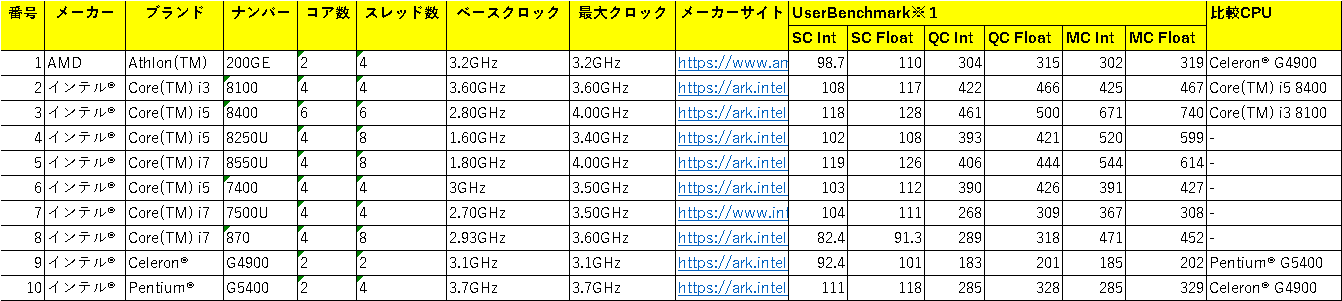 番号 メーカー ブランド ナンバー コア数 スレッド数 ベースクロック 最大クロック メーカーサイト UserBenchmark※1 比較CPU
SC Int SC Float QC Int QC Float MC Int MC Float
1 AMD Athlon(TM) 200GE 2 4 3.2GHz 3.2GHz https://www.am 98.7 110 304 315 302 319 Celeron® G4900
2 インテル® Core(TM) i3 8100 4 4 3.60GHz 3.60GHz https://ark.intel 108 117 422 466 425 467 Core(TM) i5 8400
3 インテル® Core(TM) i5 8400 6 6 2.80GHz 4.00GHz https://ark.intel 118 128 461 500 671 740 Core(TM) i3 8100
4 インテル® Core(TM) i5 8250U 4 8 1.60GHz 3.40GHz https://ark.intel 102 108 393 421 520 599 -
5 インテル® Core(TM) i7 8550U 4 8 1.80GHz 4.00GHz https://ark.intel 119 126 406 444 544 614 -
6 インテル® Core(TM) i5 7400 4 4 3GHz 3.50GHz https://ark.intel 103 112 390 426 391 427 -
7 インテル® Core(TM) i7 7500U 4 4 2.70GHz 3.50GHz https://www.int 104 111 268 309 367 308 -
8 インテル® Core(TM) i7 870 4 8 2.93GHz 3.60GHz https://ark.intel 82.4 91.3 289 318 471 452 -
9 インテル® Celeron® G4900 2 2 3.1GHz 3.1GHz https://ark.intel 92.4 101 183 201 185 202 Pentium® G5400
10 インテル® Pentium® G5400 2 4 3.7GHz 3.7GHz https://ark.intel 111 118 285 328 285 329 Celeron® G4900